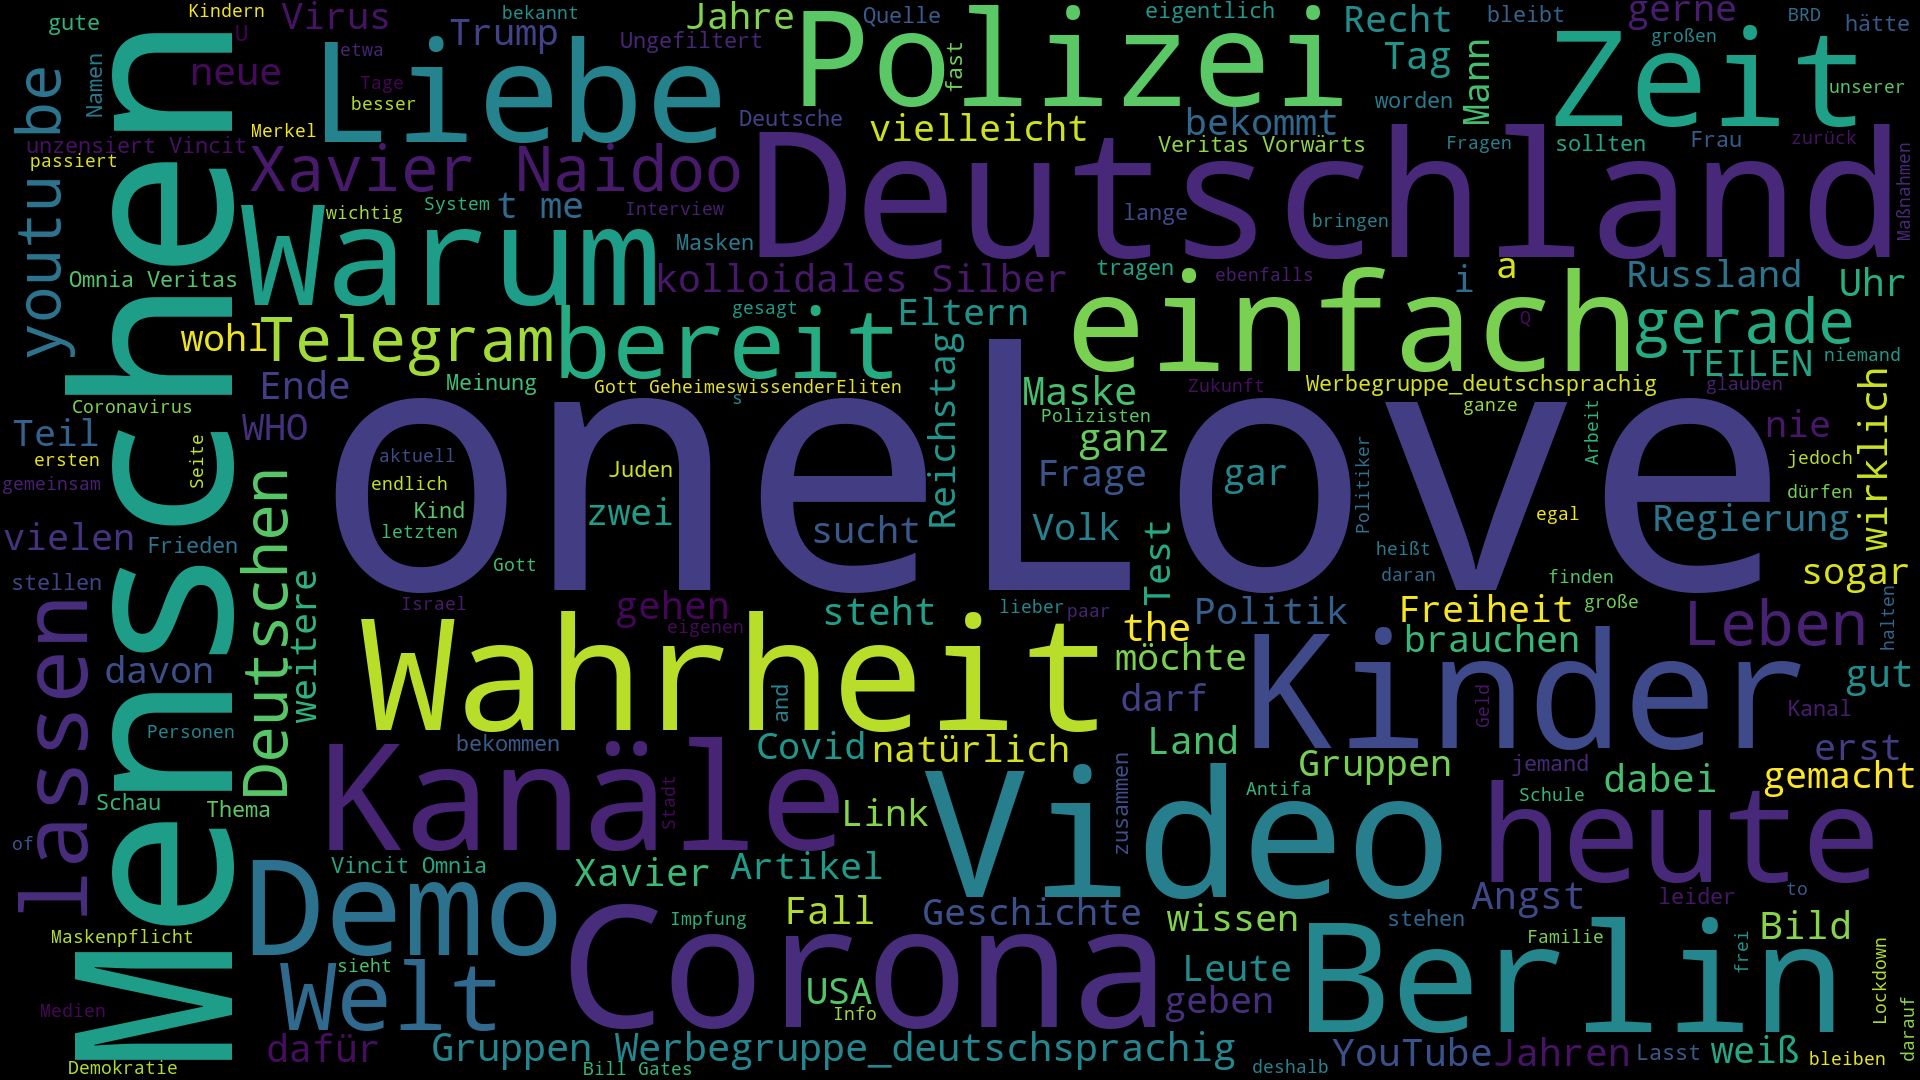 gute
Kindern
U
Virus
etwa
Trump
bekannt
Jahre
Quelle
Polizei
eigentlich
Recht
bleibt
gerne
BRD
hätte
großen
Zeit
unserer
neue
Namen
youtube
Menschen
Tage
besser
Liebe
Ungefiltert
fast
Tag
Mann
worden
Merkel
Deutsche
vielleicht
bekommt
unzensiert Vincit
passiert
Veritas Vorwärts
Fragen
sollten
Frau
zurück
Xavier Naidoo
Deutschland
Maßnahmen
wichtig
System
t me
Interview
lange
bringen
Warum
Masken
Omnia Veritas
kolloidales Silber
tragen
ebenfalls
i
a
Russland
Uhr
wohl
Telegram
bereit
gesagt
Eltern
einfach
Q
gerade
TEILEN
niemand
Ende
Meinung
Gott GeheimeswissenderEliten
s
Reichstag
Maske
Zukunft
Werbegruppe_deutschsprachig
glauben
wirklich
Coronavirus
WHO
Polizisten
ganze
Arbeit
Teil
ersten
Seite
oneLove
ganz
nie
aktuell
Juden
Frage
gar
Politiker
jedoch
gemeinsam
endlich
Kind
zwei
sucht
Volk
egal
dürfen
Regierung
letzten
vielen
Frieden
Deutschen
Gott
Test
heißt
daran
finden
sogar
stellen
weitere
Israel
gehen
eigenen
steht
lieber
paar
the
Politik
Freiheit
große
Leben
halten
lassen
davon
Wahrheit
and
möchte
darf
brauchen
Kinder
Geld
gut
Kanal
Personen
bekommen
Covid
natürlich
Land
Gruppen
jemand
erst
Schau
Thema
Kanäle
Stadt
Link
zusammen
Video
Antifa
dabei
Schule
gemacht
heute
of
Vincit Omnia
Xavier
Artikel
Demo
Angst
leider
to
Maskenpflicht
Impfung
Fall
Geschichte
wissen
stehen
Familie
frei
Bild
Lockdown
sieht
Welt
Corona
USA
Info
Leute
geben
Berlin
Medien
dafür
Gruppen Werbegruppe_deutschsprachig
YouTube
Jahren
Lasst
weiß
bleiben
darauf
Demokratie
Bill Gates
deshalb